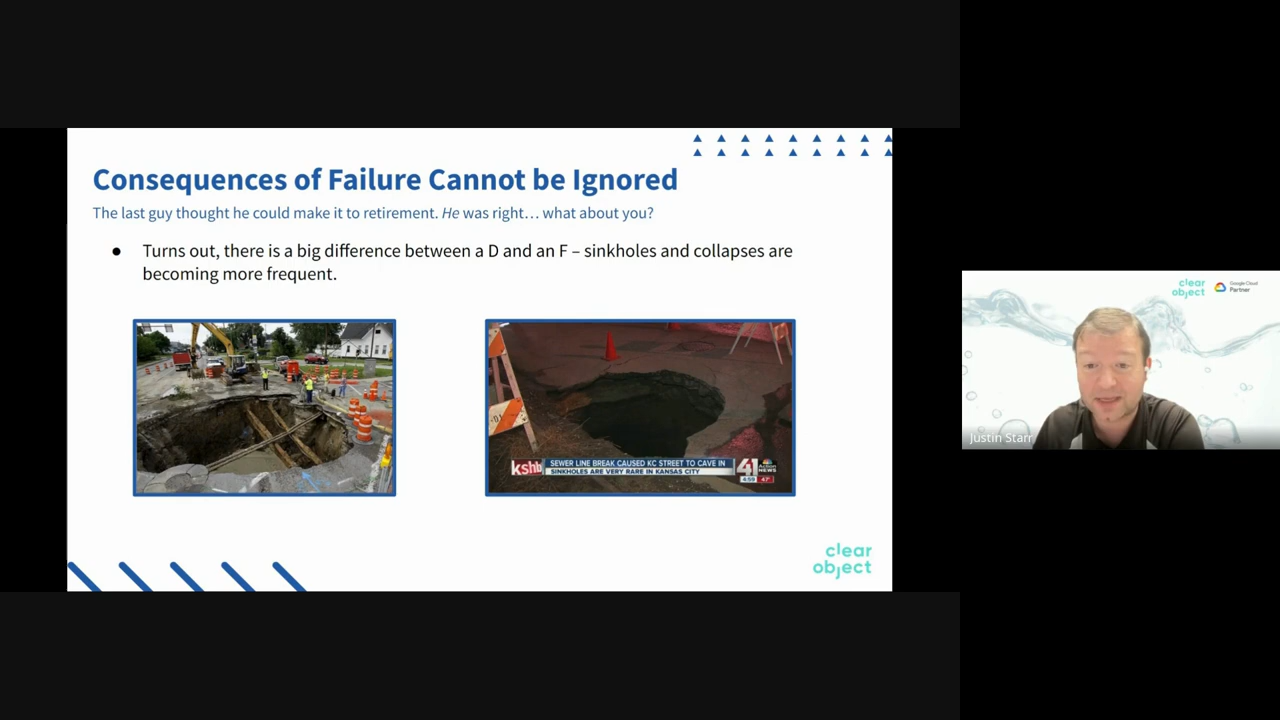 Consequences of Failure Cannot be Ignored
The last guy thought he could make it to retirement. He was right... what about you?
● Turns out, there is a big difference between a D and an F – sinkholes and collapses are
becoming more frequent.
kshb
SEWER LINE BREAK CAUSED KC STREET TO CAVE IN
SINKHOLES ARE VERY RARE IN KANSAS CITY
41
Action
NEWS
4:59 47°
clear
object
clear
object
Google Cloud
Partner
Justin Starr